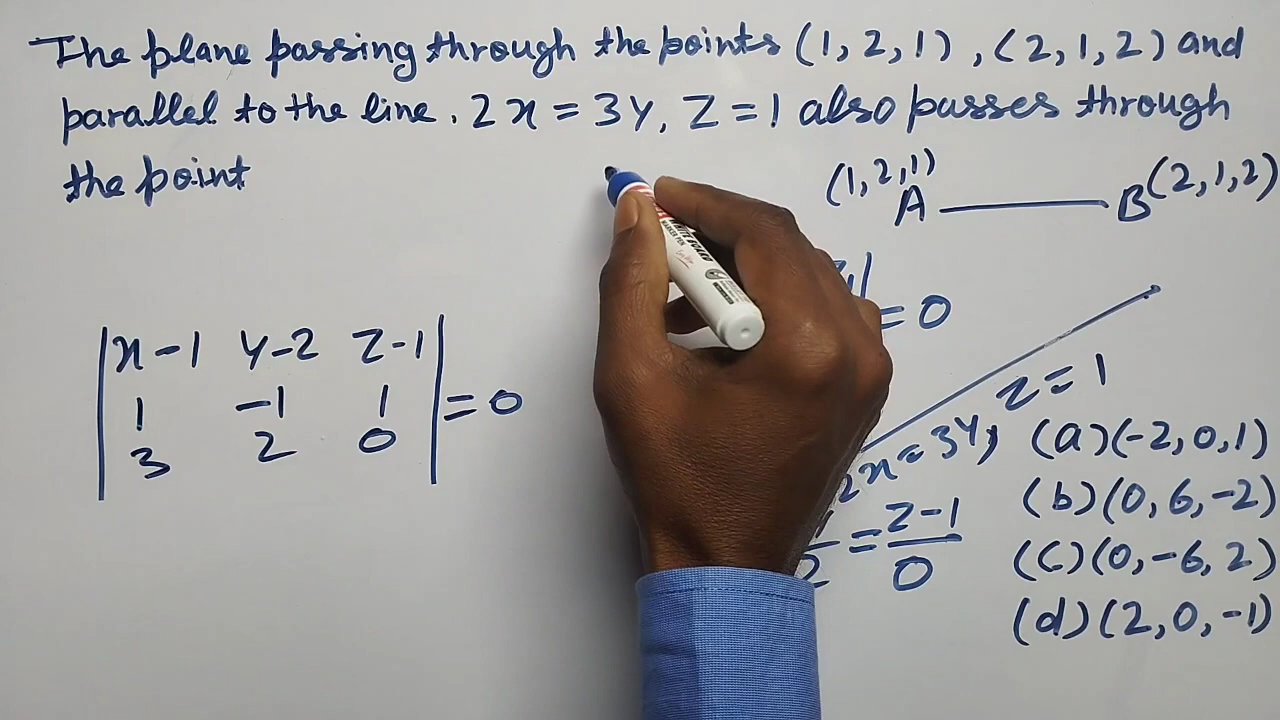 The plane passing through the points (1, 2, 1), (2, 1, 2) and
parallel to the line. 2x = 3y, z = 1 also passes through
the point
(1, 2, 1) A B (2, 1, 2)
= 0
z = 1
2x = 3y,
z-1
2 = 0
|x-1 y-2 z-1|
|1 -1 1| = 0
|3 2 0|
(a) (-2, 0, 1)
(b) (0, 6, -2)
(c) (0, -6, 2)
(d) (2, 0, -1)